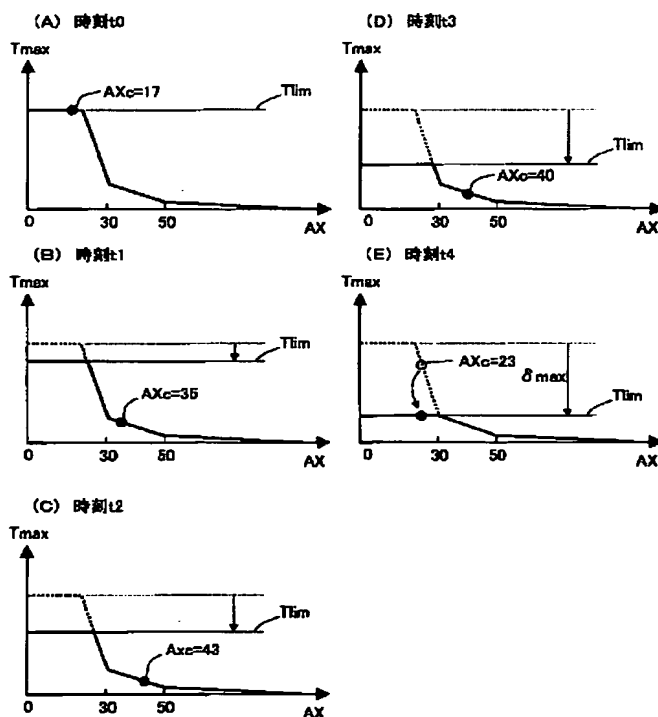 (A) 時刻t0
Tmax
AXc=17
Tlim
0
30
50
AX
(B) 時刻t1
Tmax
Tlim
AXc=35
0
30
50
AX
(C) 時刻t2
Tmax
Tlim
Axc=43
0
30
50
AX
(D) 時刻t3
Tmax
Tlim
AXc=40
0
30
50
AX
(E) 時刻t4
Tmax
AXc=23
δmax
Tlim
0
30
50
AX